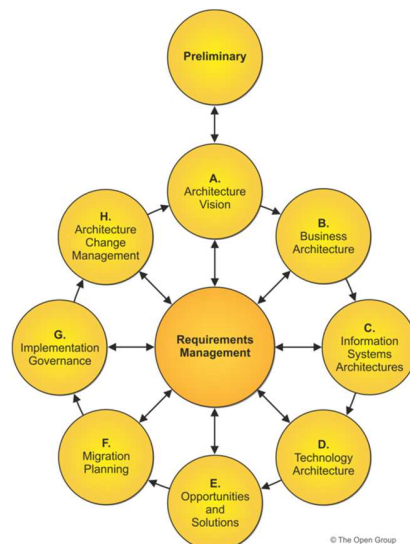 Preliminary
A.
Architecture
Vision
B.
Business
Architecture
C.
Information
Systems
Architectures
D.
Technology
Architecture
E.
Opportunities
and
Solutions
F.
Migration
Planning
G.
Implementation
Governance
H.
Architecture
Change
Management
Requirements
Management
© The Open Group